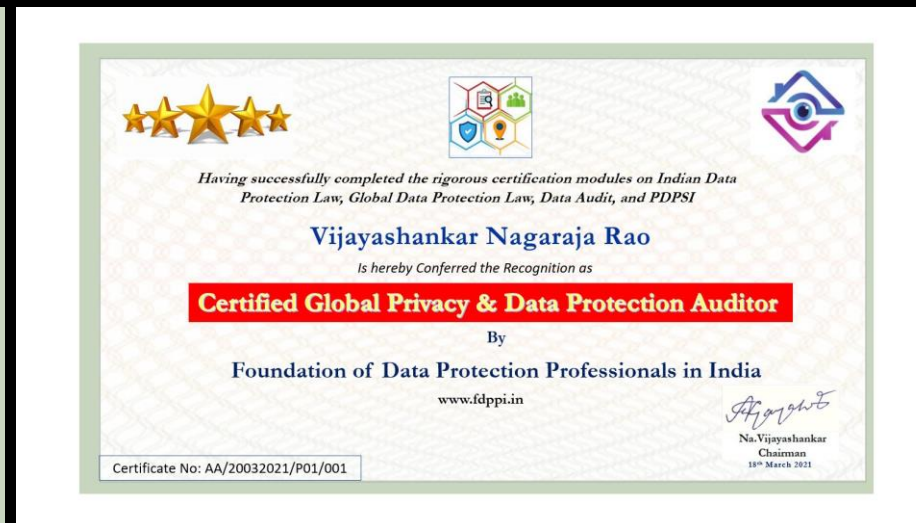 Having successfully completed the rigorous certification modules on Indian Data
Protection Law, Global Data Protection Law, Data Audit, and PDPSI
Vijayashankar Nagaraja Rao
Is hereby Conferred the Recognition as
Certified Global Privacy & Data Protection Auditor
By
Foundation of Data Protection Professionals in India
www.fdppi.in
Na.Vijayashankar
Chairman
18th March 2021
Certificate No: AA/20032021/P01/001